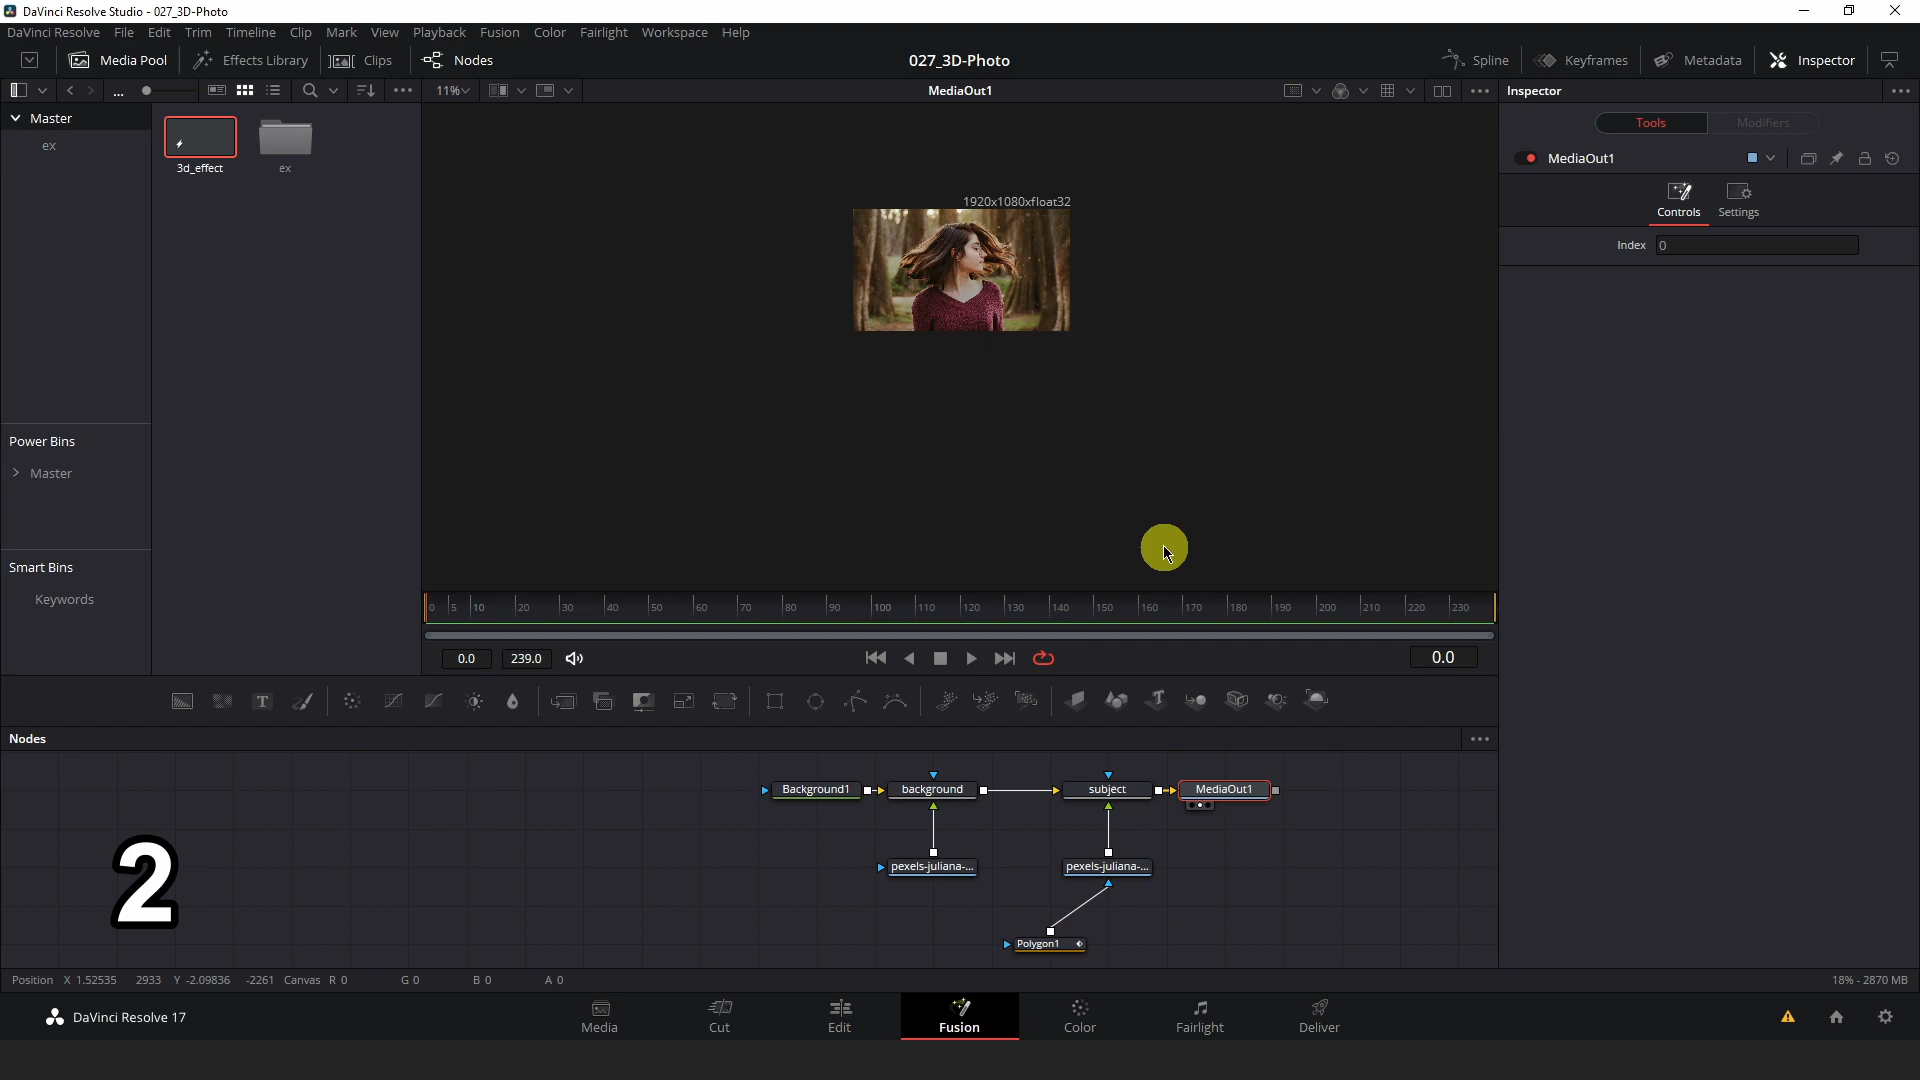 DaVinci Resolve Studio - 027_3D-Photo
DaVinci Resolve File Edit Trim Timeline Clip Mark View Playback Fusion Color Fairlight Workspace Help
Media Pool Effects Library Clips Nodes 027_3D-Photo Spline Keyframes Metadata Inspector
... 11% MediaOut1 Inspector
Master
ex
3d_effect
ex
Power Bins
Master
Smart Bins
Keywords
1920x1080xfloat32
Tools Modifiers
MediaOut1
Controls Settings
Index 0
0 5 10 20 30 40 50 60 70 80 90 100 110 120 130 140 150 160 170 180 190 200 210 220 230
0.0 239.0 0.0
T
Nodes
Background1 background subject MediaOut1
pexels-juliana-... pexels-juliana-...
Polygon1
2
Position X 1.52535 2933 Y -2.09836 -2261 Canvas R 0 G 0 B 0 A 0 18% - 2870 MB
DaVinci Resolve 17 Media Cut Edit Fusion Color Fairlight Deliver